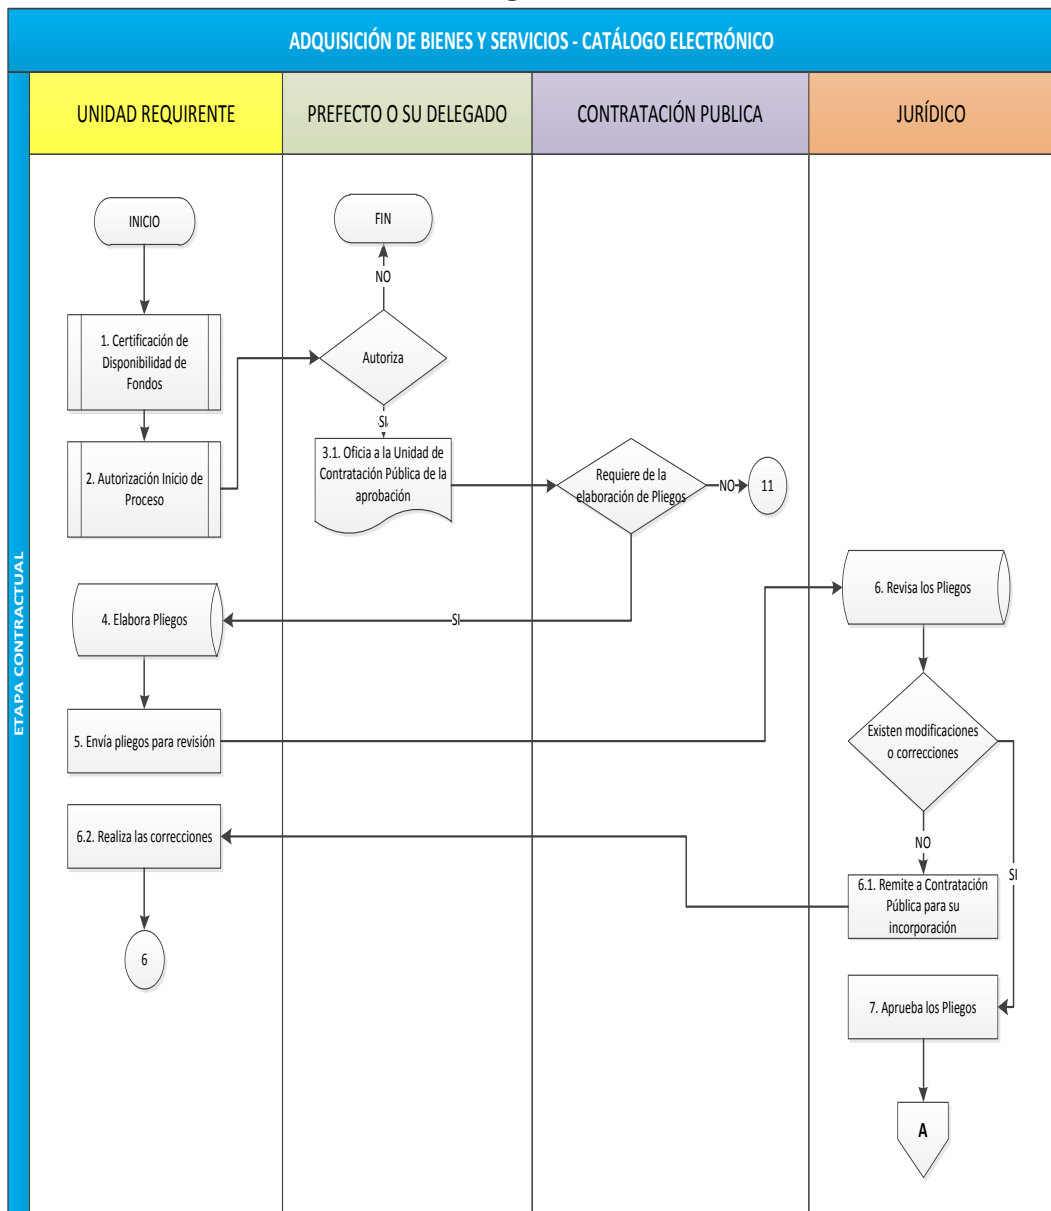 ADQUISICIÓN DE BIENES Y SERVICIOS - CATÁLOGO ELECTRÓNICO
UNIDAD REQUIRENTE
PREFECTO O SU DELEGADO
CONTRATACIÓN PUBLICA
JURÍDICO
ETAPA CONTRACTUAL
INICIO
FIN
NO
1. Certificación de
Disponibilidad de
Fondos
Autoriza
SI
2. Autorización Inicio de
Proceso
3.1. Oficia a la Unidad de
Contratación Pública de la
aprobación
Requiere de la
elaboración de Pliegos
NO
11
4. Elabora Pliegos
SI
6. Revisa los Pliegos
5. Envía pliegos para revisión
Existen modificaciones
o correcciones
6.2. Realiza las correcciones
NO
SI
6.1. Remite a Contratación
Pública para su
incorporación
6
7. Aprueba los Pliegos
A